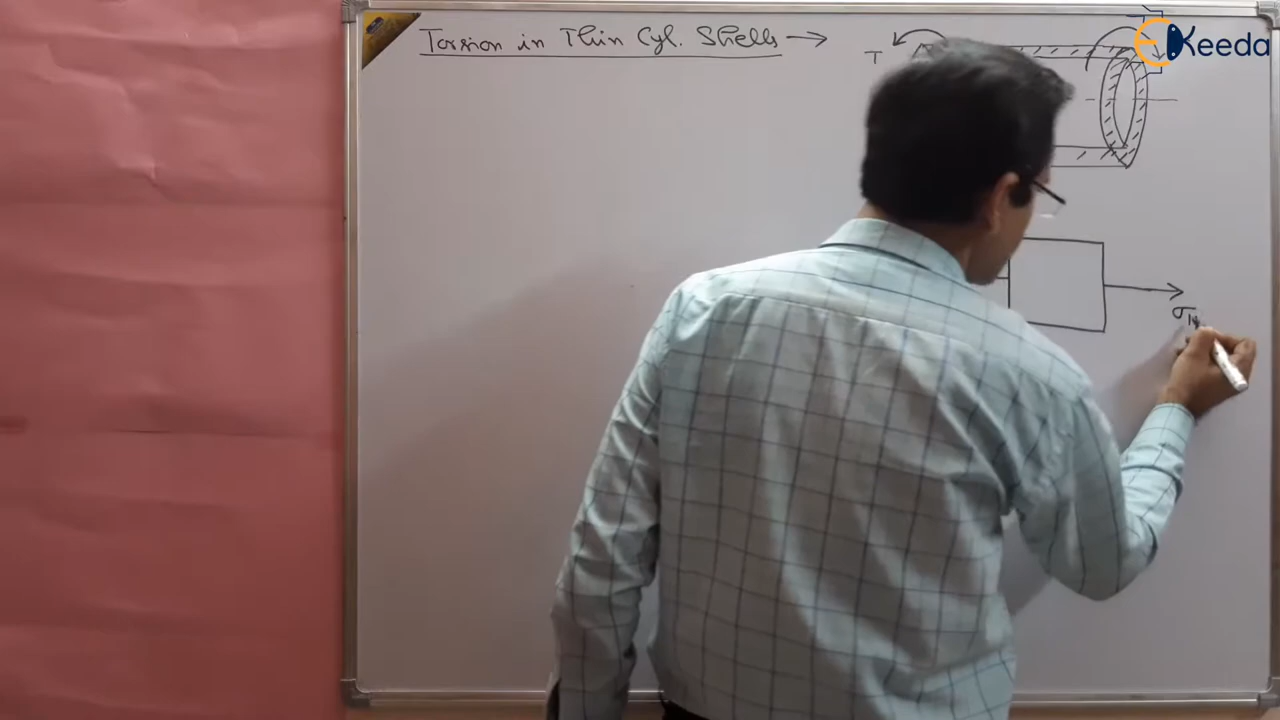 Torsion in Thin Cyl. Shells →
T
EKeeda